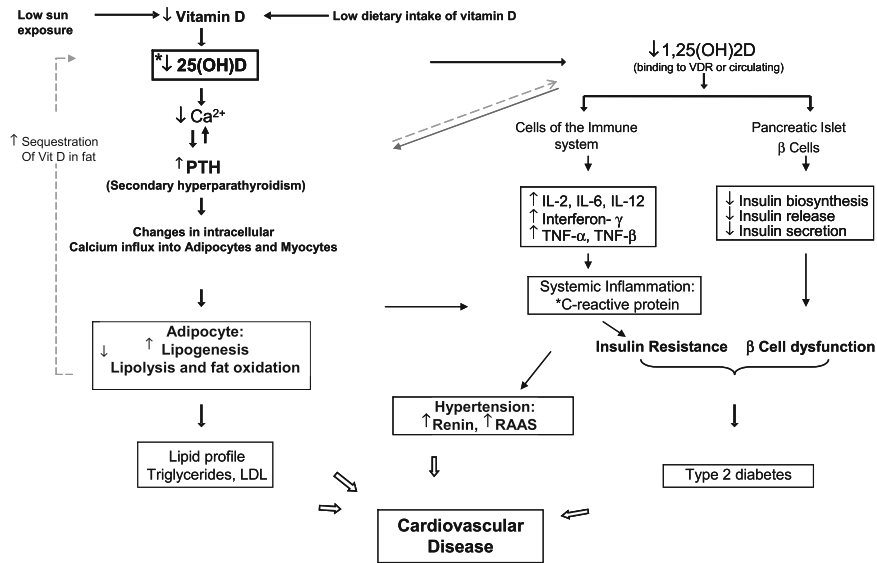 Low sun
exposure
↓ Vitamin D
Low dietary intake of vitamin D
*↓ 25(OH)D
↓1,25(OH)2D
(binding to VDR or circulating)
↓ Ca²⁺
↑ Sequestration
Of Vit D in fat
↑PTH
(Secondary hyperparathyroidism)
Changes in intracellular
Calcium influx into Adipocytes and Myocytes
Cells of the Immune
system
Pancreatic Islet
β Cells
↑ IL-2, IL-6, IL-12
↑ Interferon- γ
↑ TNF-α, TNF-β
↓ Insulin biosynthesis
↓ Insulin release
↓ Insulin secretion
Systemic Inflammation:
*C-reactive protein
Adipocyte:
↑ Lipogenesis
↓ Lipolysis and fat oxidation
Insulin Resistance
β Cell dysfunction
Hypertension:
↑Renin, ↑RAAS
Lipid profile
Triglycerides, LDL
Type 2 diabetes
Cardiovascular
Disease